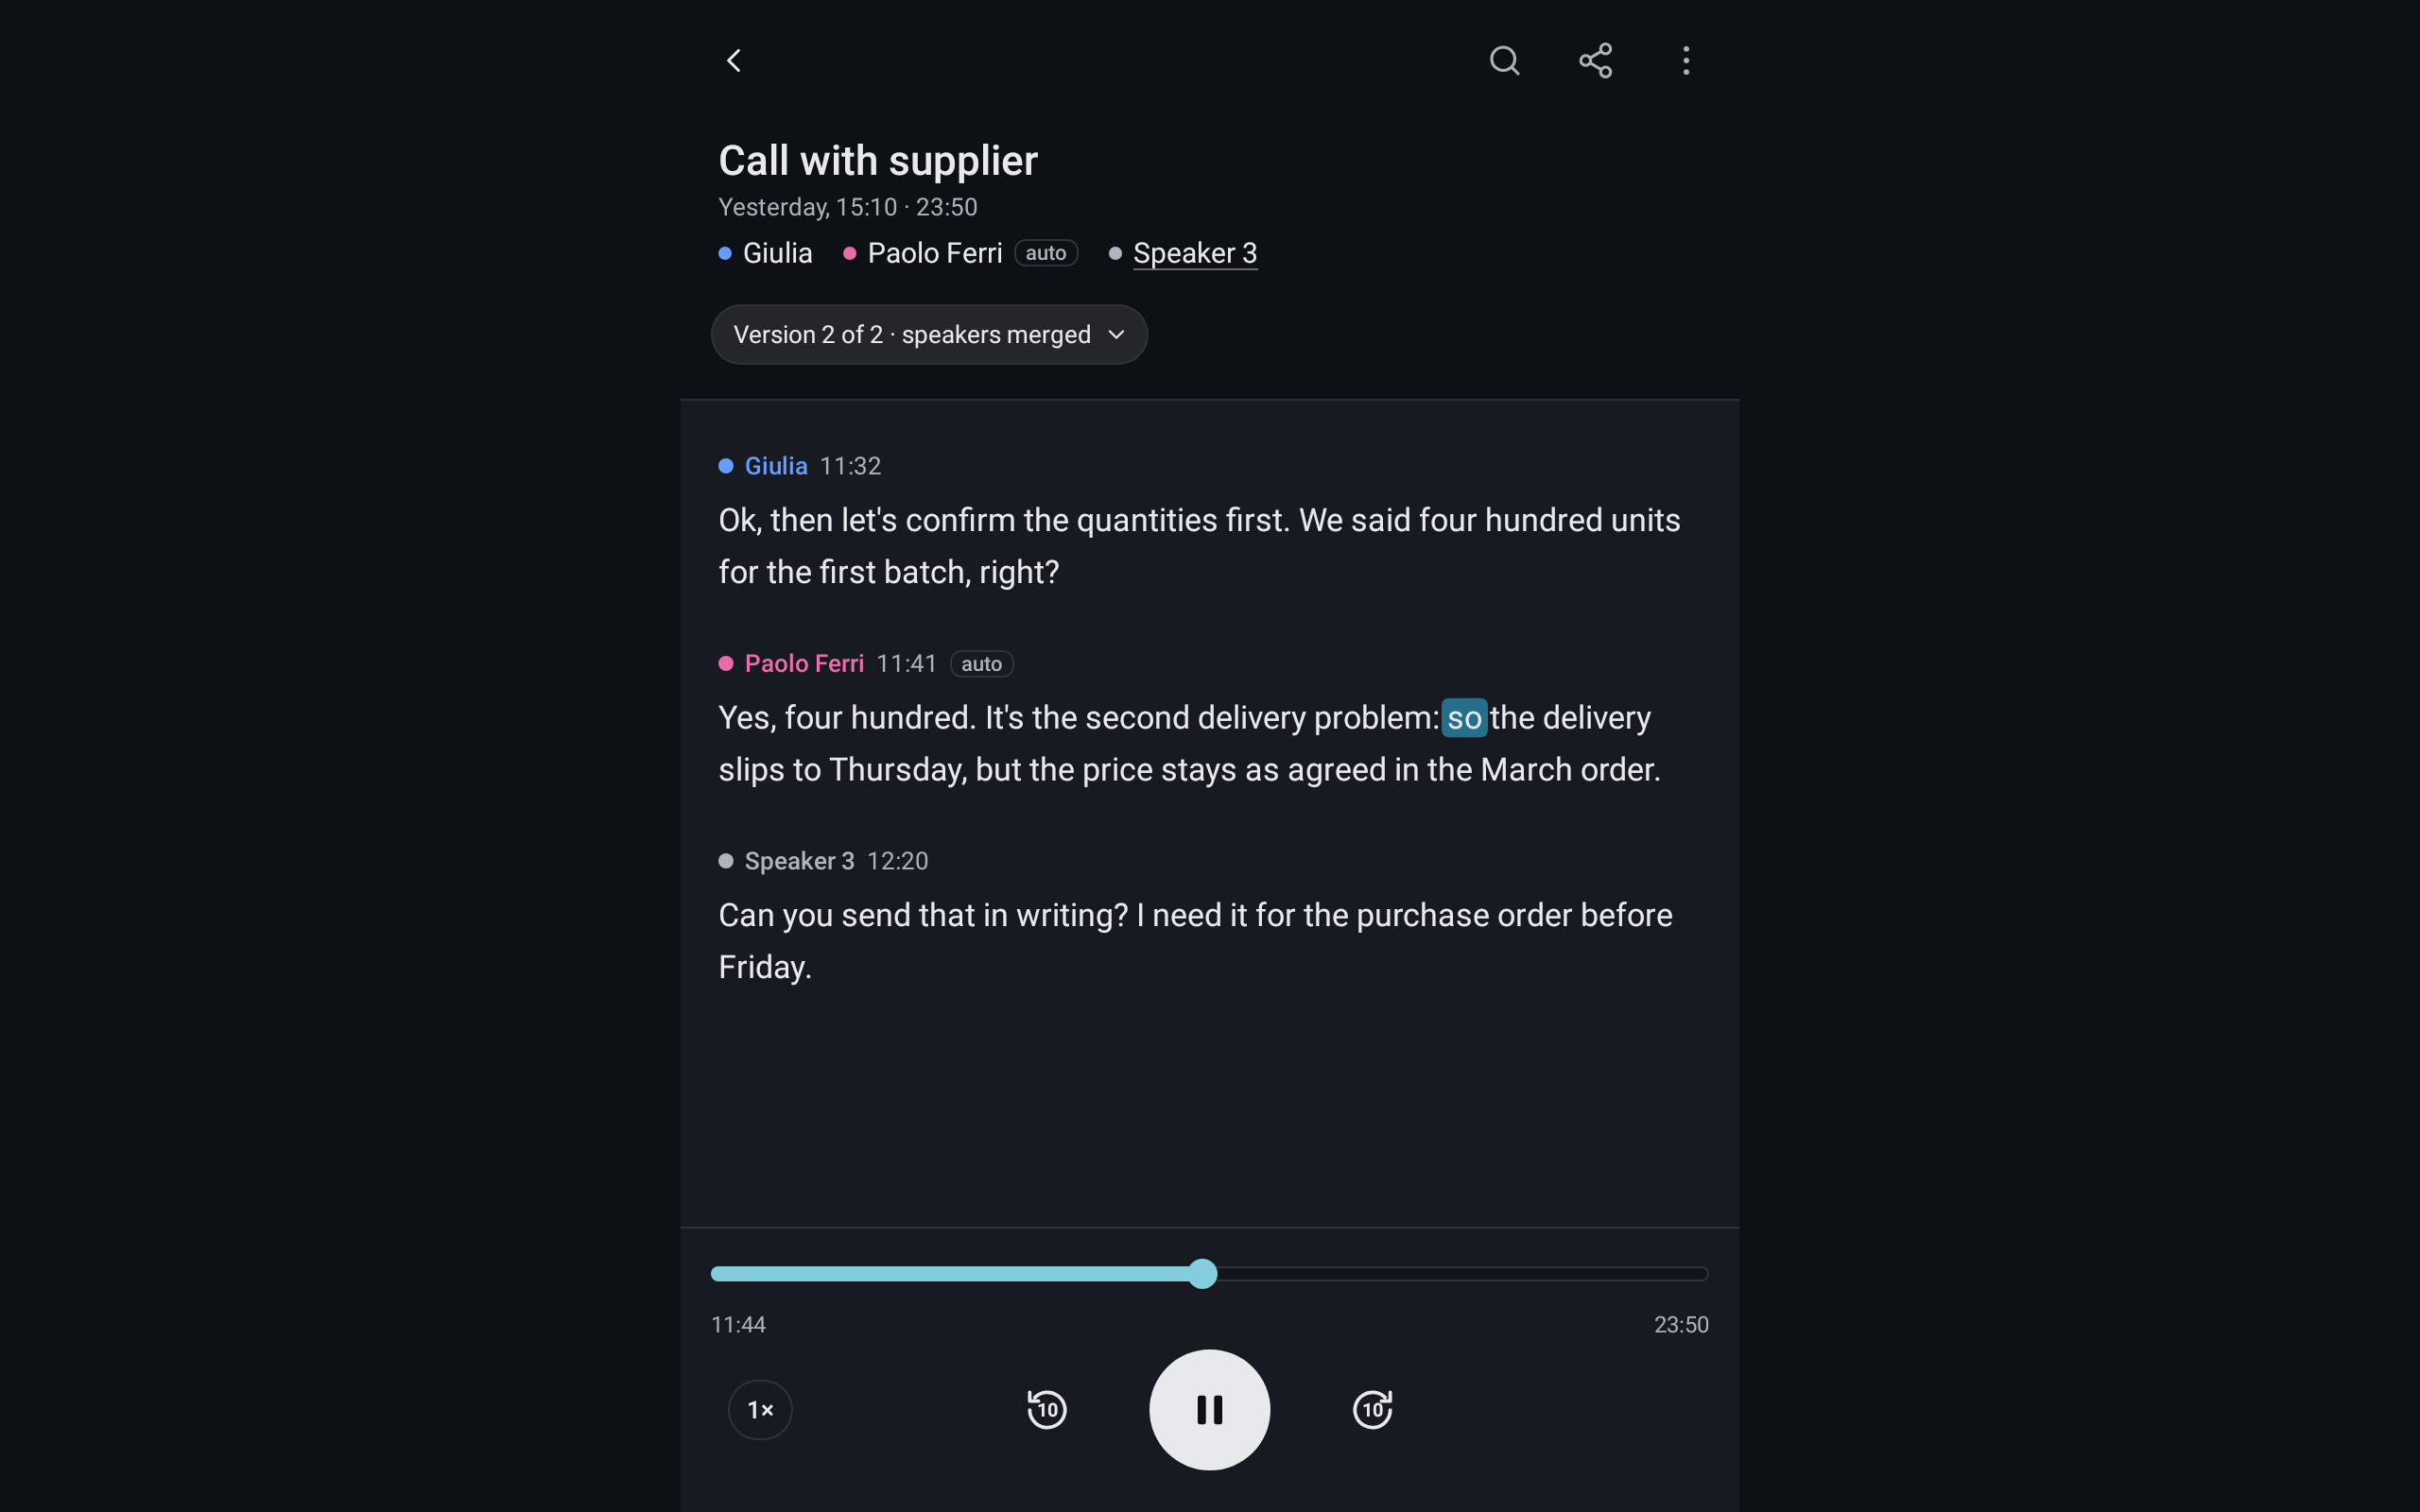 Call with supplier
Yesterday, 15:10 · 23:50
Giulia Paolo Ferri auto Speaker 3
Version 2 of 2 · speakers merged
Giulia 11:32
Ok, then let's confirm the quantities first. We said four hundred units
for the first batch, right?
Paolo Ferri 11:41 auto
Yes, four hundred. It's the second delivery problem: so the delivery
slips to Thursday, but the price stays as agreed in the March order.
Speaker 3 12:20
Can you send that in writing? I need it for the purchase order before
Friday.
11:44 23:50
1× 10 10